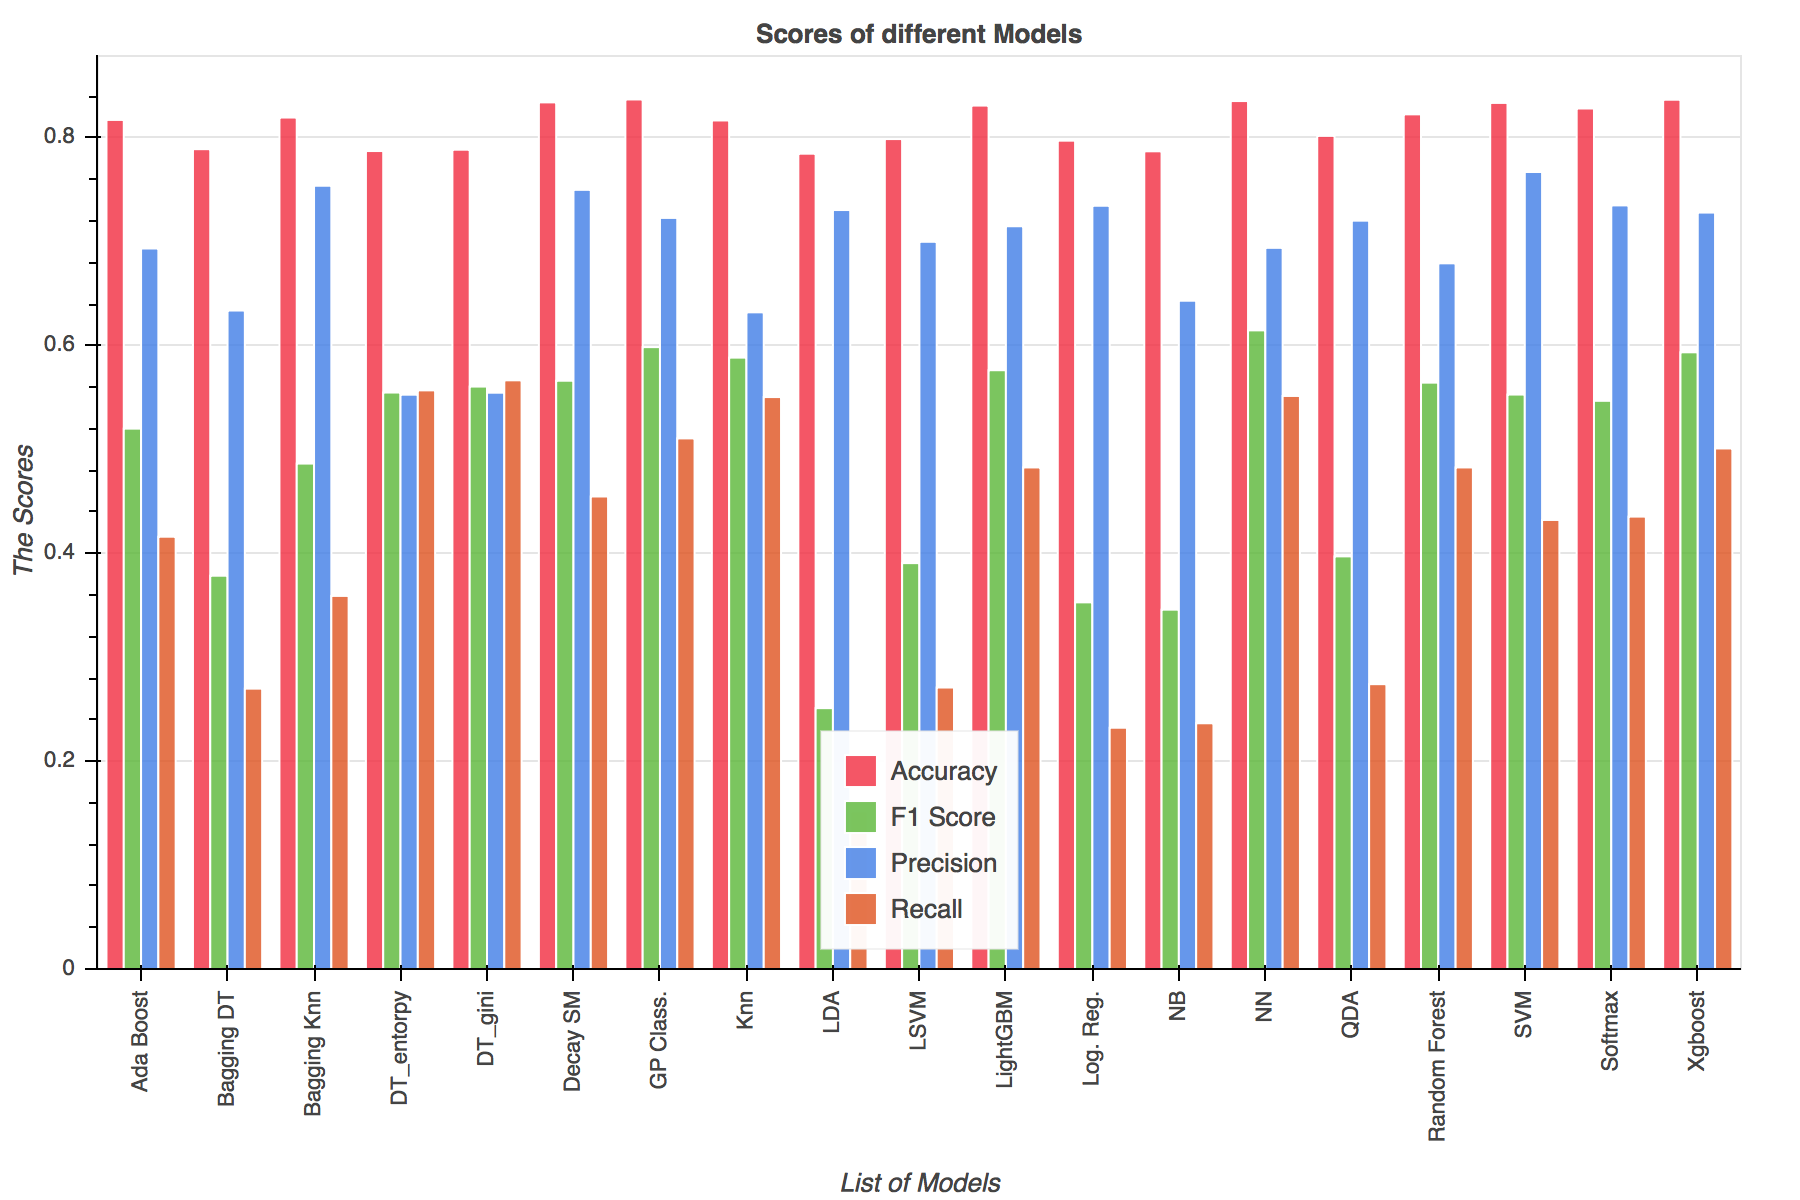 Scores of different Models
The Scores
0.8
0.6
0.4
0.2
0
Accuracy
F1 Score
Precision
Recall
Ada Boost
Bagging DT
Bagging Knn
DT_entorpy
DT_gini
Decay SM
GP Class.
Knn
LDA
LSVM
LightGBM
Log. Reg.
NB
NN
QDA
Random Forest
SVM
Softmax
Xgboost
List of Models